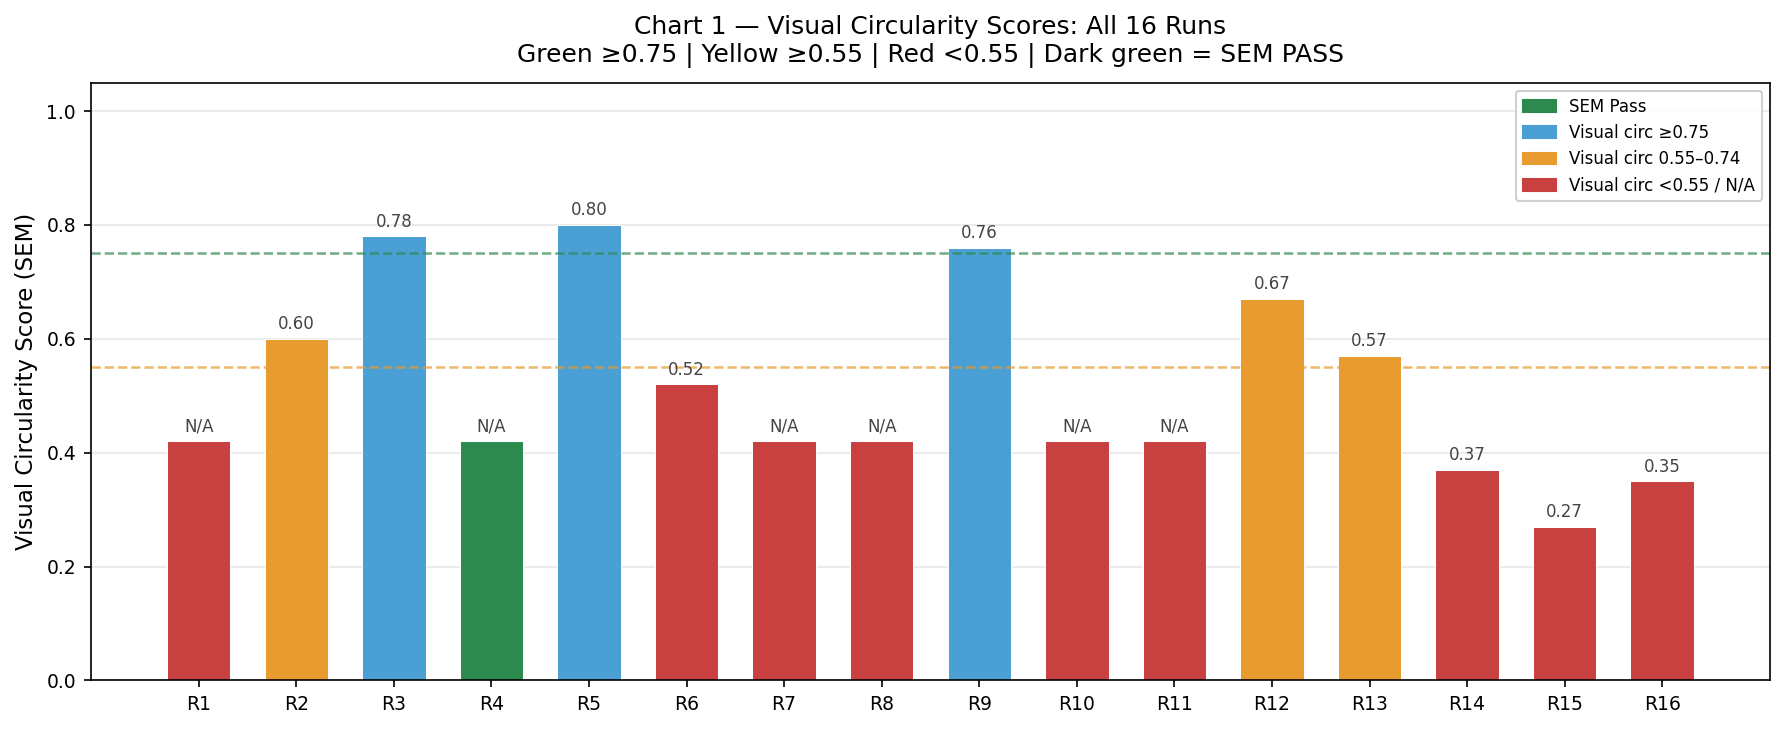 Chart 1 — Visual Circularity Scores: All 16 Runs
Green ≥0.75 | Yellow ≥0.55 | Red <0.55 | Dark green = SEM PASS
Visual Circularity Score (SEM)
1.0
0.8
0.6
0.4
0.2
0.0
SEM Pass
Visual circ ≥0.75
Visual circ 0.55–0.74
Visual circ <0.55 / N/A
N/A
0.60
0.78
N/A
0.80
0.52
N/A
N/A
0.76
N/A
N/A
0.67
0.57
0.37
0.27
0.35
R1 R2 R3 R4 R5 R6 R7 R8 R9 R10 R11 R12 R13 R14 R15 R16